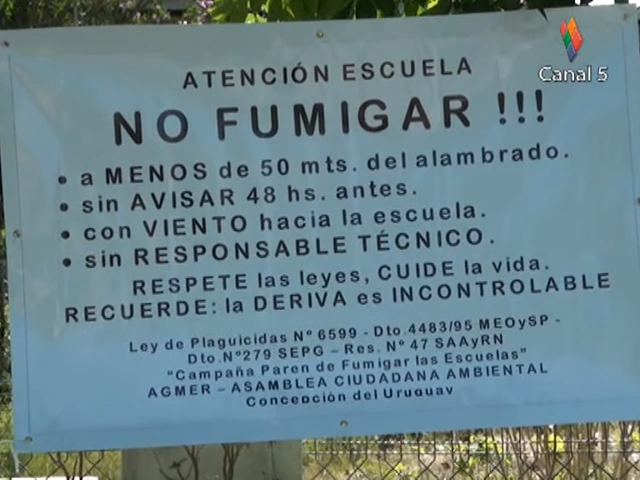 Canal 5
ATENCIÓN ESCUELA
NO FUMIGAR !!!
• a MENOS de 50 mts. del alambrado.
• sin AVISAR 48 hs. antes.
• con VIENTO hacia la escuela.
• sin RESPONSABLE TÉCNICO.
RESPETE las leyes, CUIDE la vida.
RECUERDE: la DERIVA es INCONTROLABLE
Ley de Plaguicidas Nº 6599 - Dto.4483/95 MEOySP -
Dto.Nº279 SEPG – Res. Nº 47 SAAyRN
"Campaña Paren de Fumigar las Escuelas"
AGMER – ASAMBLEA CIUDADANA AMBIENTAL
Concepción del Uruguay